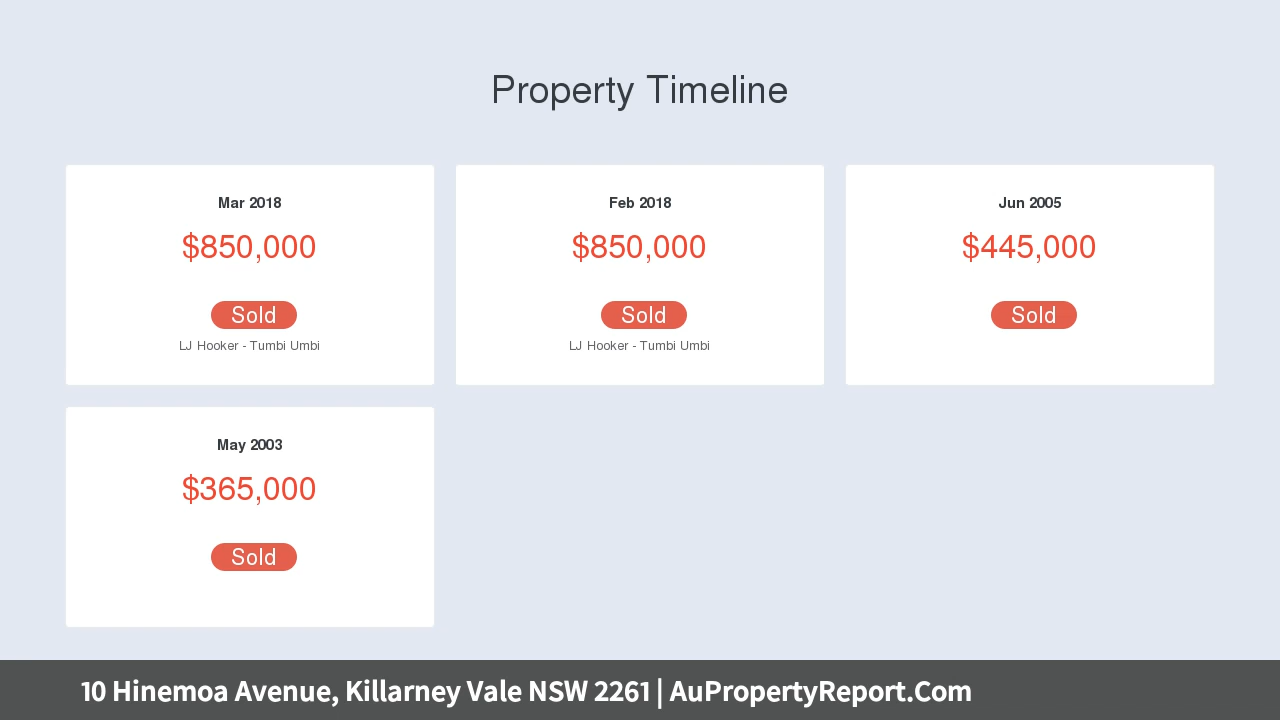 Property Timeline
Mar 2018
$850,000
Sold
LJ Hooker - Tumbi Umbi
Feb 2018
$850,000
Sold
LJ Hooker - Tumbi Umbi
Jun 2005
$445,000
Sold
May 2003
$365,000
Sold
10 Hinemoa Avenue, Killarney Vale NSW 2261 | AuPropertyReport.Com